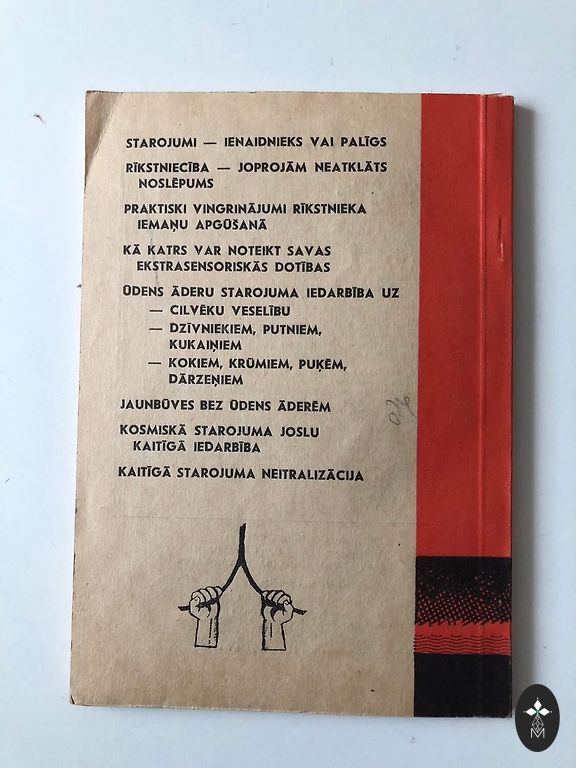 STAROJUMI — IENAIDNIEKS VAI PALĪGS
RĪKSTNIECĪBA — JOPROJĀM NEATKLĀTS
NOSLĒPUMS
PRAKTISKI VINGRINĀJUMI RĪKSTNIEKA
IEMAŅU APGŪŠANĀ
KĀ KATRS VAR NOTEIKT SAVAS
EKSTRASENSORISKĀS DOTĪBAS
ŪDENS ĀDERU STAROJUMA IEDARBĪBA UZ
— CILVĒKU VESELĪBU
— DZĪVNIEKIEM, PUTNIEM,
KUKAIŅIEM
— KOKIEM, KRŪMIEM, PUĶĒM,
DĀRZEŅIEM
JAUNBŪVES BEZ ŪDENS ĀDERĒM
KOSMISKĀ STAROJUMA JOSLU
KAITĪGĀ IEDARBĪBA
KAITĪGĀ STAROJUMA NEITRALIZĀCIJA
M